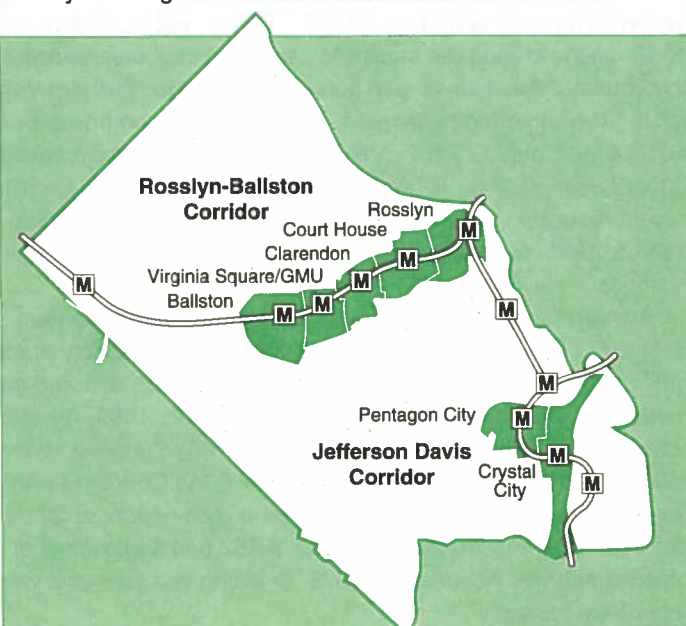 Rosslyn-Ballston
Corridor
Rosslyn
Court House
Clarendon
Virginia Square/GMU
Ballston
M
M
M
M
M
M
M
M
M
Pentagon City
M
Jefferson Davis
Corridor
Crystal
City
M
M